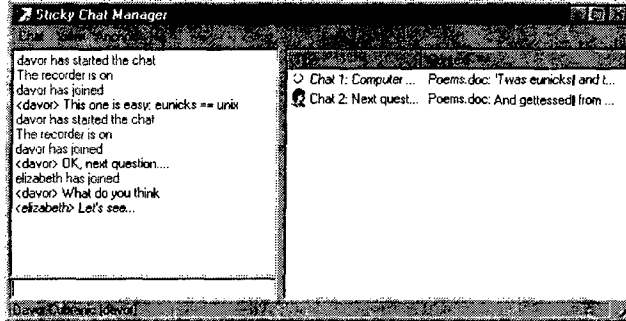 Sticky Chat Manager
davor has started the chat
The recorder is on
davor has joined
<davor> This one is easy: eunicks == unix
davor has started the chat
The recorder is on
davor has joined
<davor> OK, next question....
elizabeth has joined
<davor> What do you think
<elizabeth> Let's see...
Chat 1: Computer ... Poems.doc: 'Twas eunicks| and t...
Chat 2: Next quest... Poems.doc: And gettessed| from ...